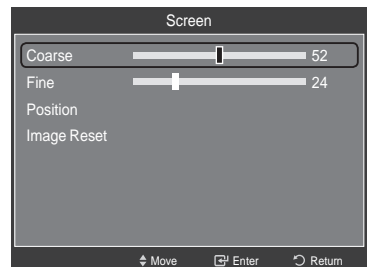 Screen
Coarse 52
Fine 24
Position
Image Reset
Move Enter Return